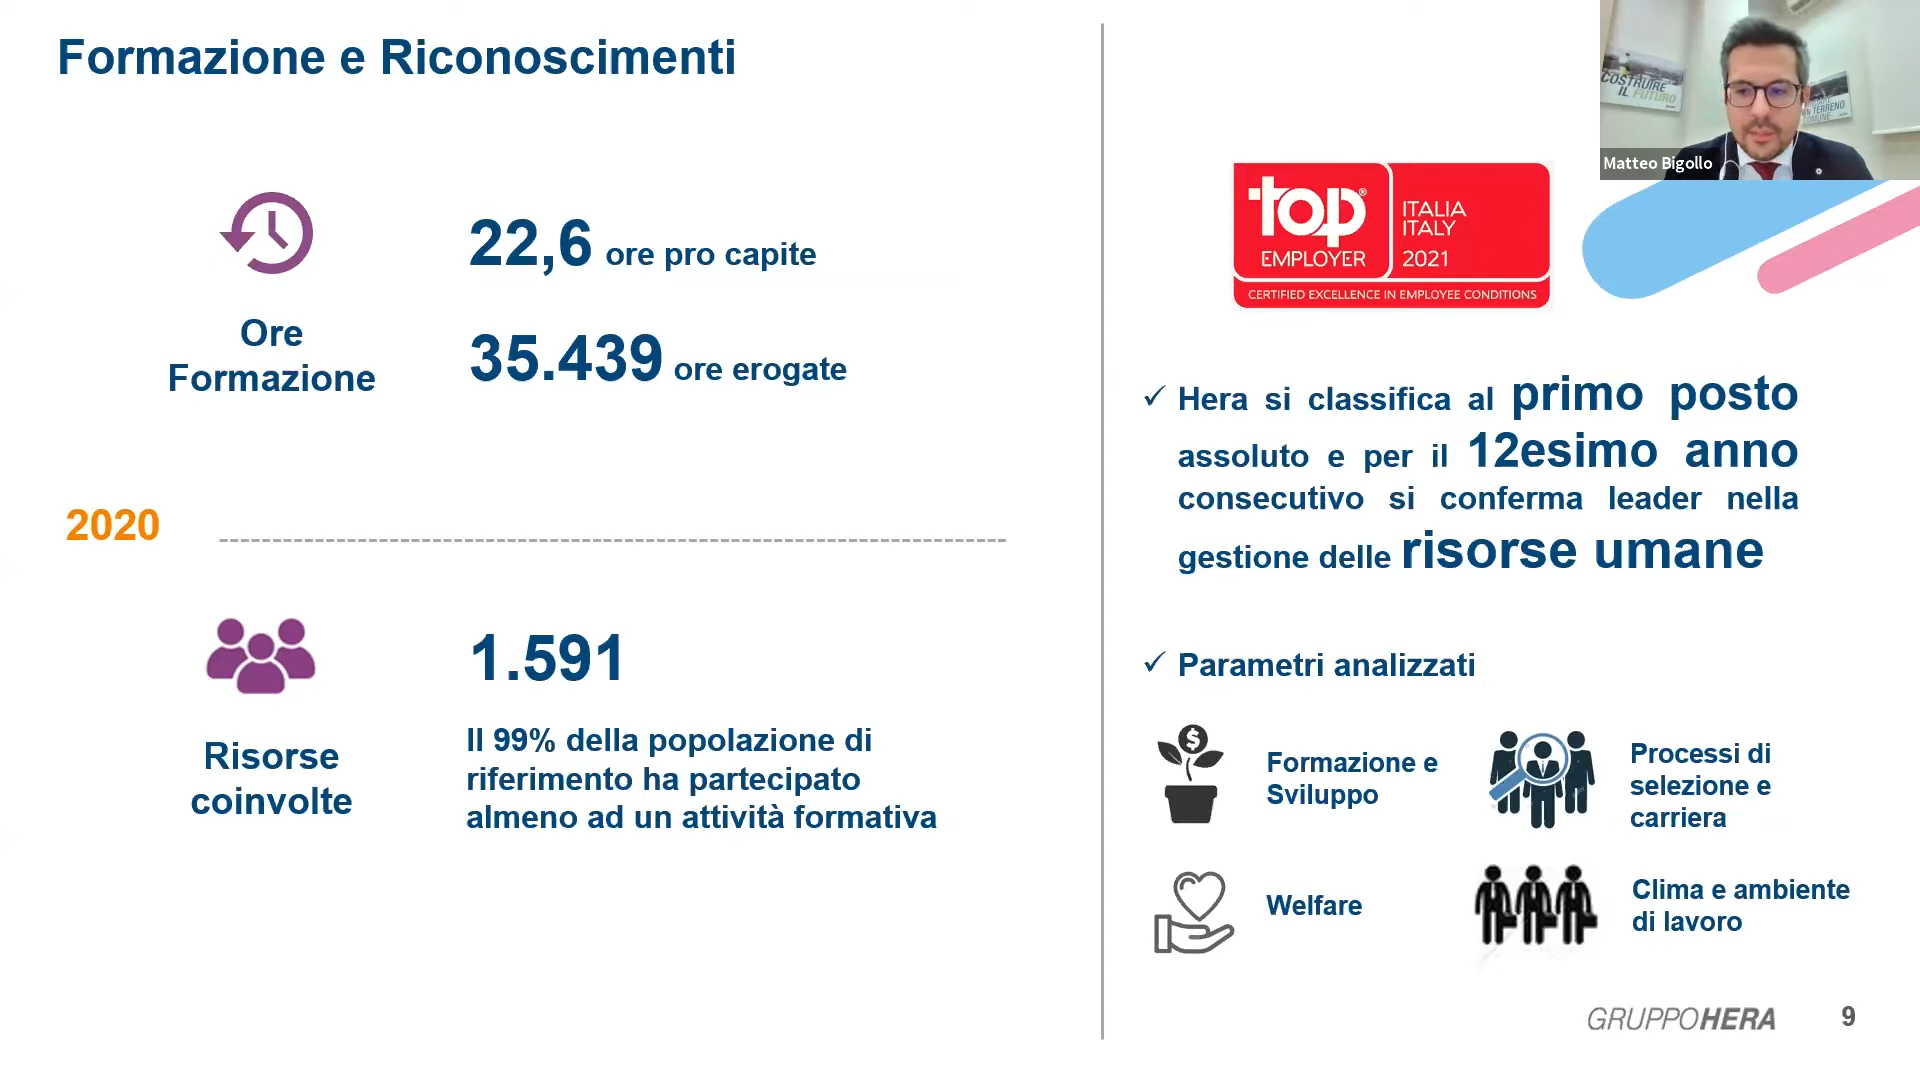 Formazione e Riconoscimenti
Ore
Formazione
22,6 ore pro capite
35.439 ore erogate
2020
Risorse
coinvolte
1.591
Il 99% della popolazione di
riferimento ha partecipato
almeno ad un attività formativa
COSTRUIRE
IL FUTURO
TERRENO
Matteo Bigollo
top®
EMPLOYER
ITALIA
ITALY
2021
CERTIFIED EXCELLENCE IN EMPLOYEE CONDITIONS
✓ Hera si classifica al primo posto
assoluto e per il 12esimo anno
consecutivo si conferma leader nella
gestione delle risorse umane
✓ Parametri analizzati
$
Formazione e
Sviluppo
Processi di
selezione e
carriera
Welfare
Clima e ambiente
di lavoro
GRUPPOHERA
9